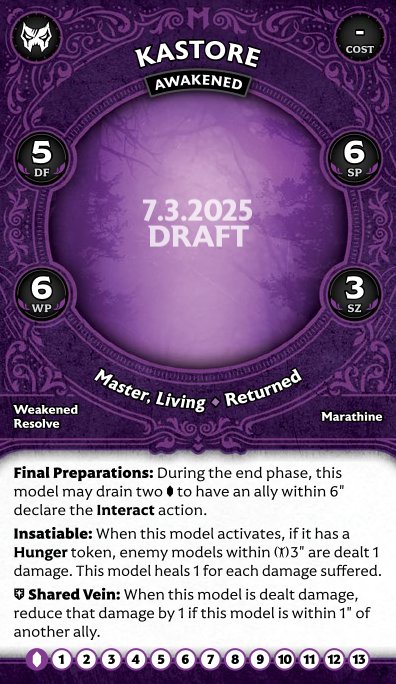 -
COST
KASTORE
AWAKENED
5
DF
6
SP
7.3.2025
DRAFT
6
WP
3
SZ
Master, Living ◆ Returned
Weakened
Resolve
Marathine
Final Preparations: During the end phase, this
model may drain two ⬮ to have an ally within 6"
declare the Interact action.
Insatiable: When this model activates, if it has a
Hunger token, enemy models within 3" are dealt 1
damage. This model heals 1 for each damage suffered.
Shared Vein: When this model is dealt damage,
reduce that damage by 1 if this model is within 1" of
another ally.
1 2 3 4 5 6 7 8 9 10 11 12 13